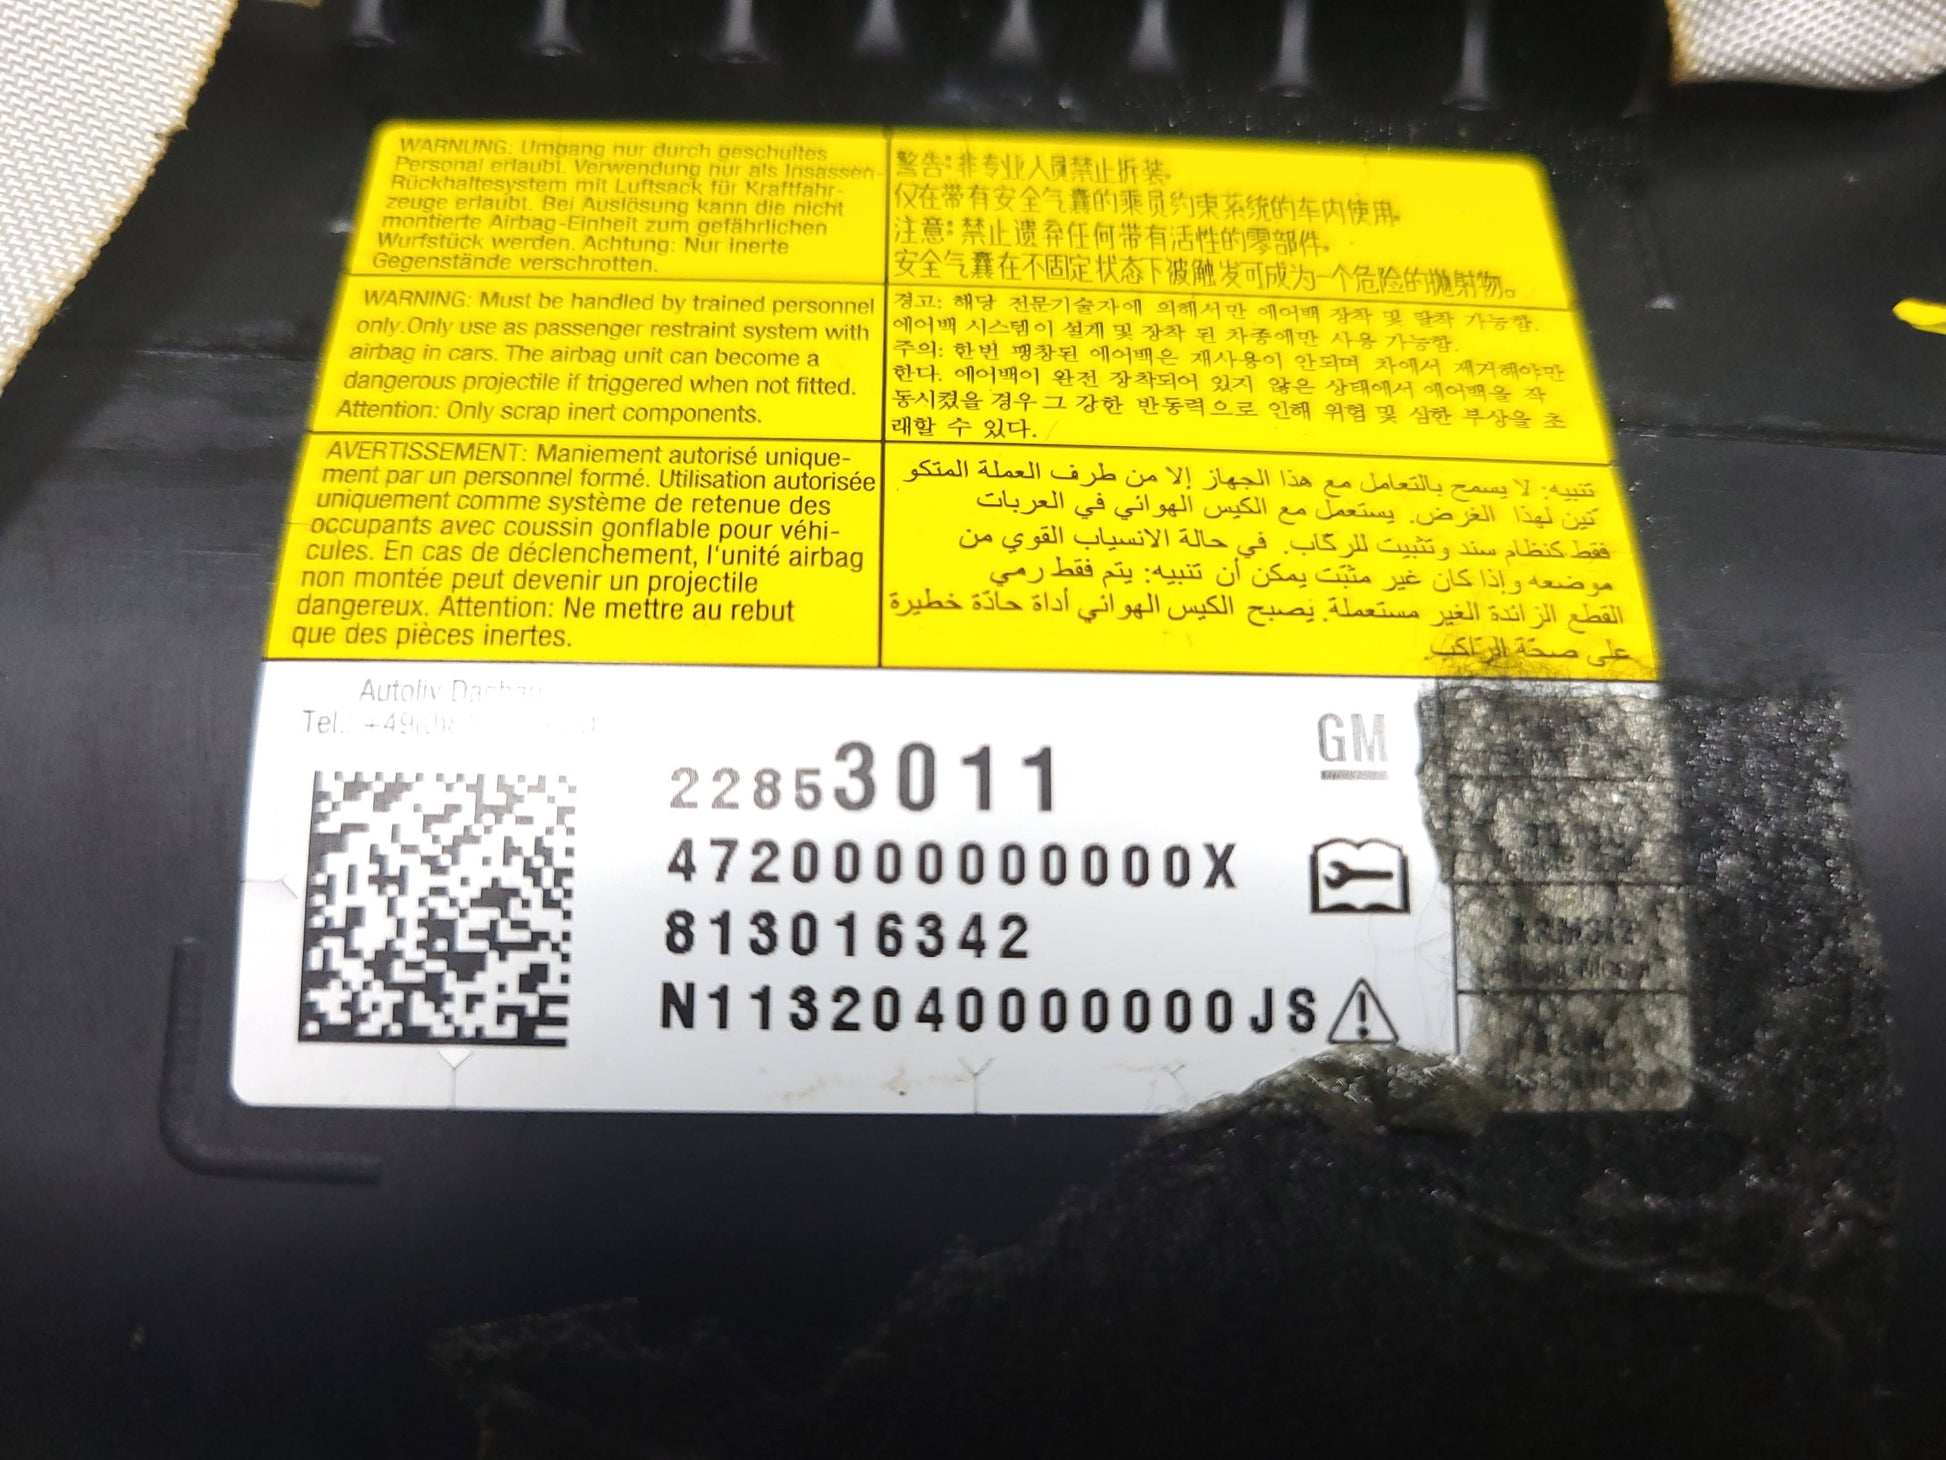 WARNUNG: Umgang nur durch geschultes
Personal erlaubt. Verwendung nur als Insassen-
Rückhaltesystem mit Luftsack für Kraftfahr-
zeuge erlaubt. Bei Auslösung kann die nicht
montierte Airbag-Einheit zum gefährlichen
Wurfstück werden. Achtung: Nur inerte
Gegenstände verschrotten.
WARNING: Must be handled by trained personnel
only.Only use as passenger restraint system with
airbag in cars. The airbag unit can become a
dangerous projectile if triggered when not fitted.
Attention: Only scrap inert components.
AVERTISSEMENT: Maniement autorisé unique-
ment par un personnel formé. Utilisation autorisée
uniquement comme système de retenue des
occupants avec coussin gonflable pour véhi-
cules. En cas de déclenchement, l'unité airbag
non montée peut devenir un projectile
dangereux. Attention: Ne mettre au rebut
que des pièces inertes.
警告:非专业人员禁止拆装。
仅在带有安全气囊的乘员约束系统的车内使用。
注意:禁止遗弃任何带有活性的零部件。
安全气囊在不固定状态下被触发可成为一个危险的抛射物。
경고: 해당 전문기술자에 의해서만 에어백 장착 및 탈착 가능함.
에어백 시스템이 설계 및 장착 된 차종에만 사용 가능함.
주의: 한번 팽창된 에어백은 재사용이 안되며 차에서 제거해야만
한다. 에어백이 완전 장착되어 있지 않은 상태에서 에어백을 작
동시켰을 경우 그 강한 반동력으로 인해 위험 및 심한 부상을 초
래할 수 있다.
تنبيه: لا يسمح بالتعامل مع هذا الجهاز إلا من طرف العملة المتكو
نين لهذا الغرض. يستعمل مع الكيس الهوائي في العربات
فقط كنظام سند وتثبيت للركّاب. في حالة الانسياب القوي من
موضعه وإذا كان غير مثبّت يمكن أن تنبيه: يتم فقط رمي
القطع الزائدة الغير مستعملة. يُصبح الكيس الهوائي أداة حادّة خطيرة
على صحّة الرّاكب.
Autoliv
Tel.:
22853011
4720000000000X
813016342
N1132040000000JS
GM